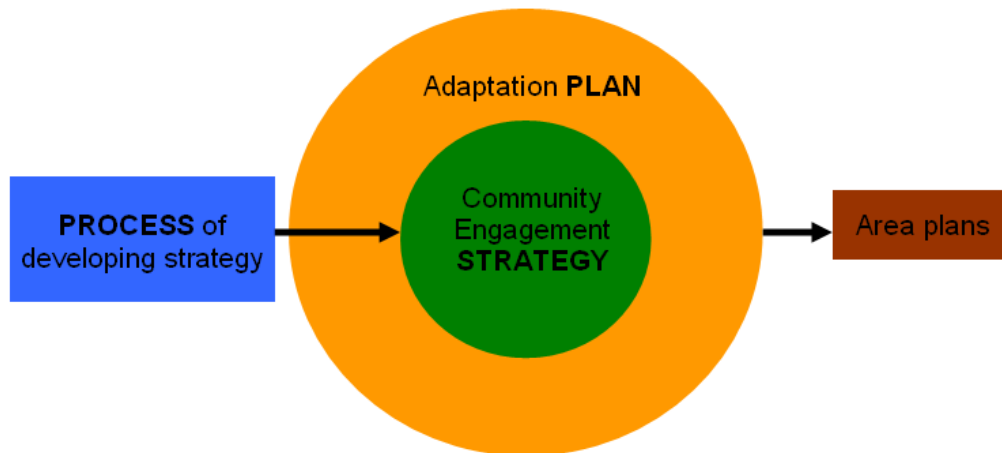 Adaptation PLAN
PROCESS of
developing strategy
Community
Engagement
STRATEGY
Area plans